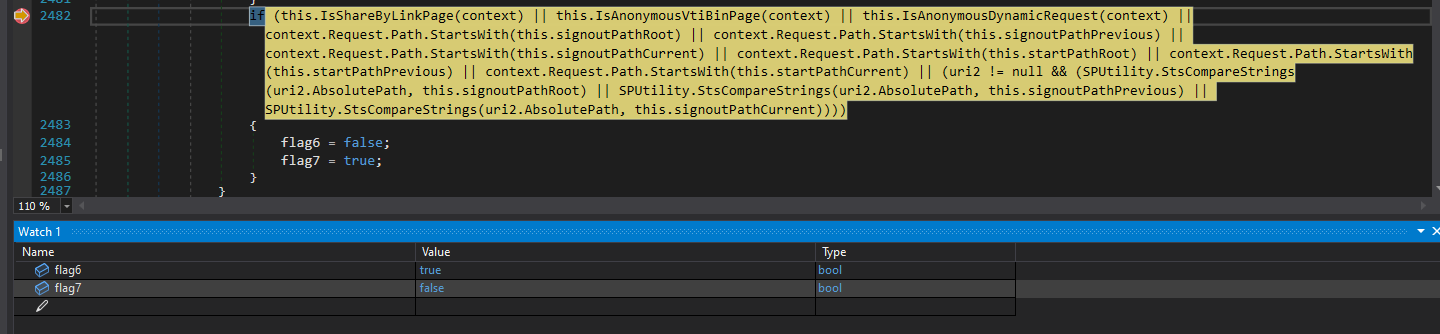 2481 }
2482 if (this.IsShareByLinkPage(context) || this.IsAnonymousVtiBinPage(context) || this.IsAnonymousDynamicRequest(context) ||
context.Request.Path.StartsWith(this.signoutPathRoot) || context.Request.Path.StartsWith(this.signoutPathPrevious) ||
context.Request.Path.StartsWith(this.signoutPathCurrent) || context.Request.Path.StartsWith(this.startPathRoot) || context.Request.Path.StartsWith
(this.startPathPrevious) || context.Request.Path.StartsWith(this.startPathCurrent) || (uri2 != null && (SPUtility.StsCompareStrings
(uri2.AbsolutePath, this.signoutPathRoot) || SPUtility.StsCompareStrings(uri2.AbsolutePath, this.signoutPathPrevious) ||
SPUtility.StsCompareStrings(uri2.AbsolutePath, this.signoutPathCurrent))))
2483 {
2484 flag6 = false;
2485 flag7 = true;
2486 }
2487 }
110 %
Watch 1
Name Value Type
flag6 true bool
flag7 false bool